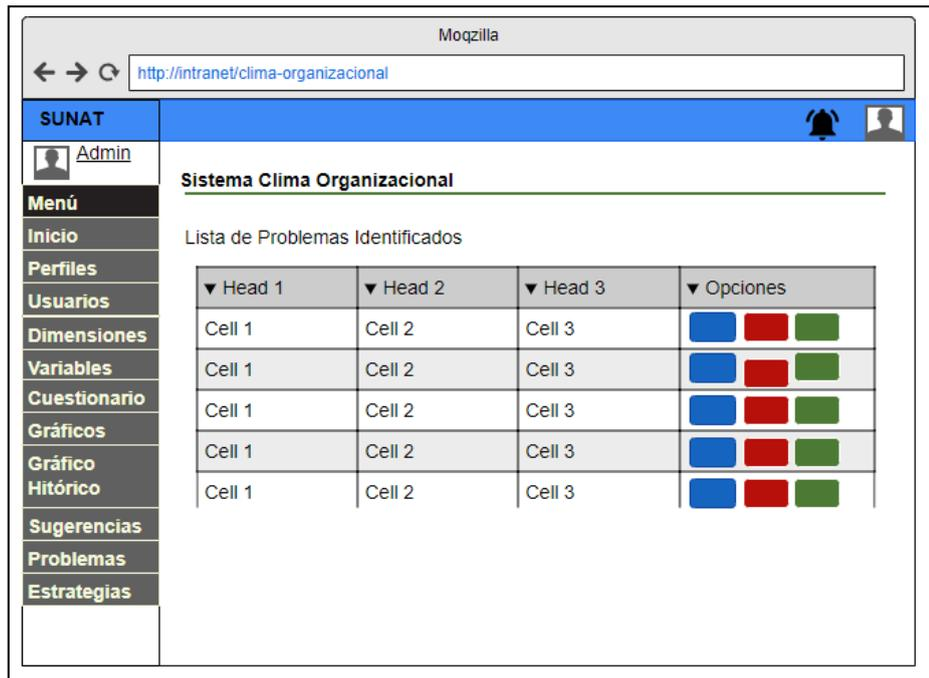 Moqzilla
http://intranet/clima-organizacional
SUNAT
Admin
Menú
Inicio
Perfiles
Usuarios
Dimensiones
Variables
Cuestionario
Gráficos
Gráfico
Hitórico
Sugerencias
Problemas
Estrategias
Sistema Clima Organizacional
Lista de Problemas Identificados
▼ Head 1 ▼ Head 2 ▼ Head 3 ▼ Opciones
Cell 1 Cell 2 Cell 3
Cell 1 Cell 2 Cell 3
Cell 1 Cell 2 Cell 3
Cell 1 Cell 2 Cell 3
Cell 1 Cell 2 Cell 3